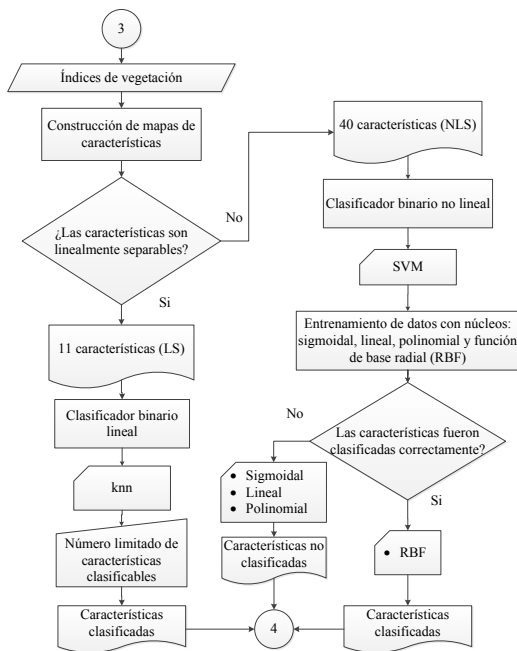 3
Índices de vegetación
Construcción de mapas de
características
¿Las características son
linealmente separables?
No
Si
11 características (LS)
Clasificador binario
lineal
knn
Número limitado de
características
clasificables
Características
clasificadas
40 características (NLS)
Clasificador binario no lineal
SVM
Entrenamiento de datos con núcleos:
sigmoidal, lineal, polinomial y función
de base radial (RBF)
Las características fueron
clasificadas correctamente?
No
Si
• Sigmoidal
• Lineal
• Polinomial
Características no
clasificadas
• RBF
Características
clasificadas
4